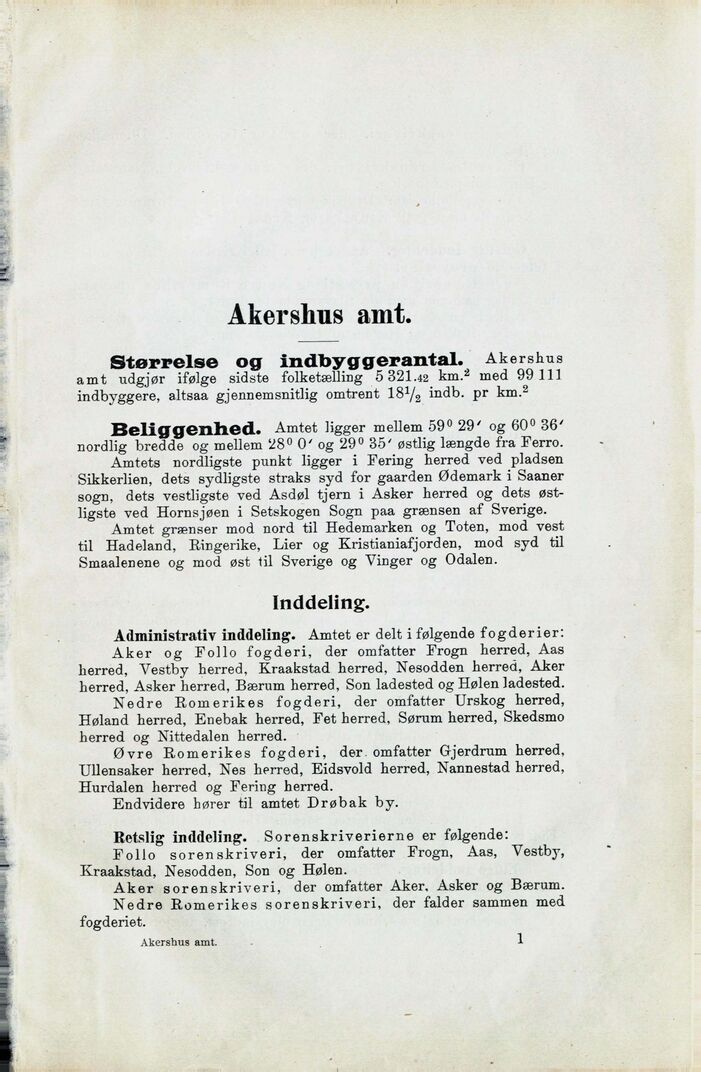 Akershus amt.
Størrelse og indbyggerantal. Akershus
amt udgjør ifølge sidste folketælling 5 321.42 km.² med 99 111
indbyggere, altsaa gjennemsnitlig omtrent 18¹/₂ indb. pr km.²
Beliggenhed. Amtet ligger mellem 59⁰ 29′ og 60⁰ 36′
nordlig bredde og mellem 28⁰ 0′ og 29⁰ 35′ østlig længde fra Ferro.
Amtets nordligste punkt ligger i Fering herred ved pladsen
Sikkerlien, dets sydligste straks syd for gaarden Ødemark i Saaner
sogn, dets vestligste ved Asdøl tjern i Asker herred og dets øst-
ligste ved Hornsjøen i Setskogen Sogn paa grænsen af Sverige.
Amtet grænser mod nord til Hedemarken og Toten, mod vest
til Hadeland, Ringerike, Lier og Kristianiafjorden, mod syd til
Smaalenene og mod øst til Sverige og Vinger og Odalen.
Inddeling.
Administrativ inddeling. Amtet er delt i følgende fogderier:
Aker og Follo fogderi, der omfatter Frogn herred, Aas
herred, Vestby herred, Kraakstad herred, Nesodden herred, Aker
herred, Asker herred, Bærum herred, Son ladested og Hølen ladested.
Nedre Romerikes fogderi, der omfatter Urskog herred,
Høland herred, Enebak herred, Fet herred, Sørum herred, Skedsmo
herred og Nittedalen herred.
Øvre Romerikes fogderi, der omfatter Gjerdrum herred,
Ullensaker herred, Nes herred, Eidsvold herred, Nannestad herred,
Hurdalen herred og Fering herred.
Endvidere hører til amtet Drøbak by.
Retslig inddeling. Sorenskriverierne er følgende:
Follo sorenskriveri, der omfatter Frogn, Aas, Vestby,
Kraakstad, Nesodden, Son og Hølen.
Aker sorenskriveri, der omfatter Aker, Asker og Bærum.
Nedre Romerikes sorenskriveri, der falder sammen med
fogderiet.
Akershus amt. 1